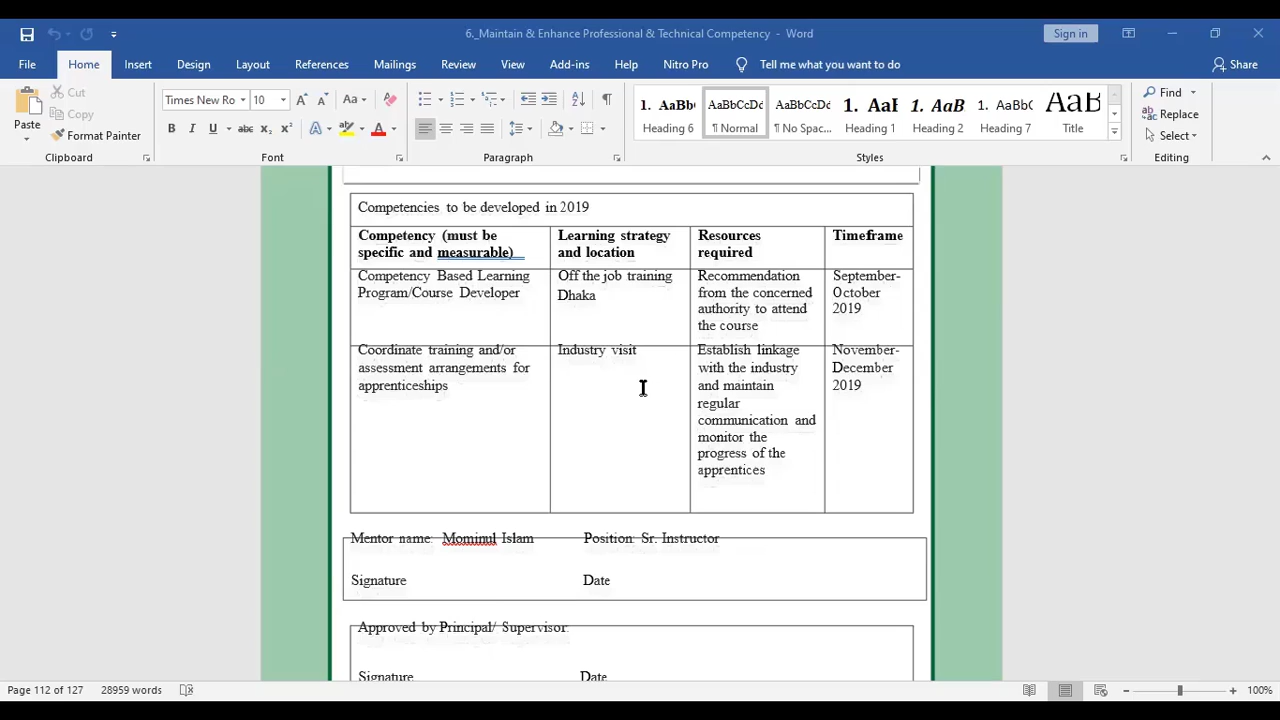 6._Maintain & Enhance Professional & Technical Competency - Word
Sign in
File Home Insert Design Layout References Mailings Review View Add-ins Help Nitro Pro Tell me what you want to do Share
Paste
Cut
Copy
Format Painter
Clipboard
Times New Ro 10
Font
Paragraph
1. AaBb( AaBbCcDc AaBbCcDc 1. AaI 1. AaB 1. AaBbC AaB
Heading 6 ¶ Normal ¶ No Spac... Heading 1 Heading 2 Heading 7 Title
Styles
Find
Replace
Select
Editing
Competencies to be developed in 2019
Competency (must be specific and measurable)
Learning strategy and location
Resources required
Timeframe
Competency Based Learning
Program/Course Developer
Off the job training
Dhaka
Recommendation
from the concerned
authority to attend
the course
September-
October
2019
Coordinate training and/or
assessment arrangements for
apprenticeships
Industry visit
Establish linkage
with the industry
and maintain
regular
communication and
monitor the
progress of the
apprentices
November-
December
2019
Mentor name: Mominul Islam Position: Sr. Instructor
Signature Date
Approved by Principal/ Supervisor:
Signature Date
Page 112 of 127 28959 words 100%